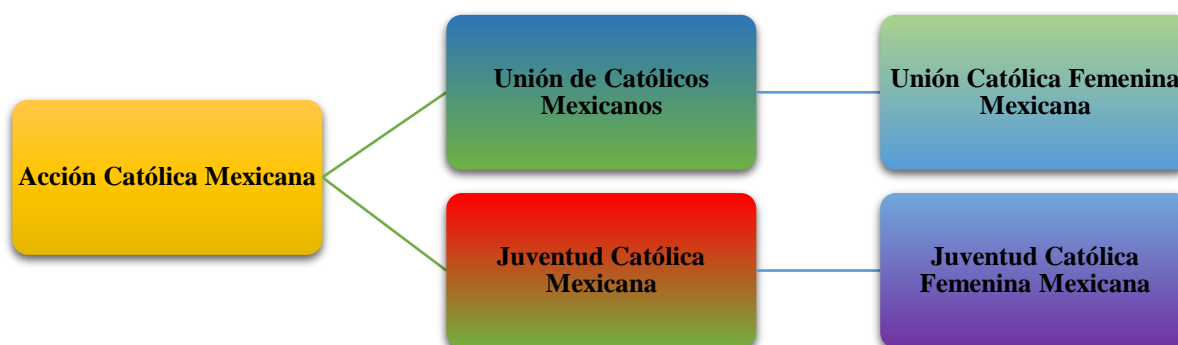 Acción Católica Mexicana
Unión de Católicos
Mexicanos
Unión Católica Femenina
Mexicana
Juventud Católica
Mexicana
Juventud Católica
Femenina Mexicana